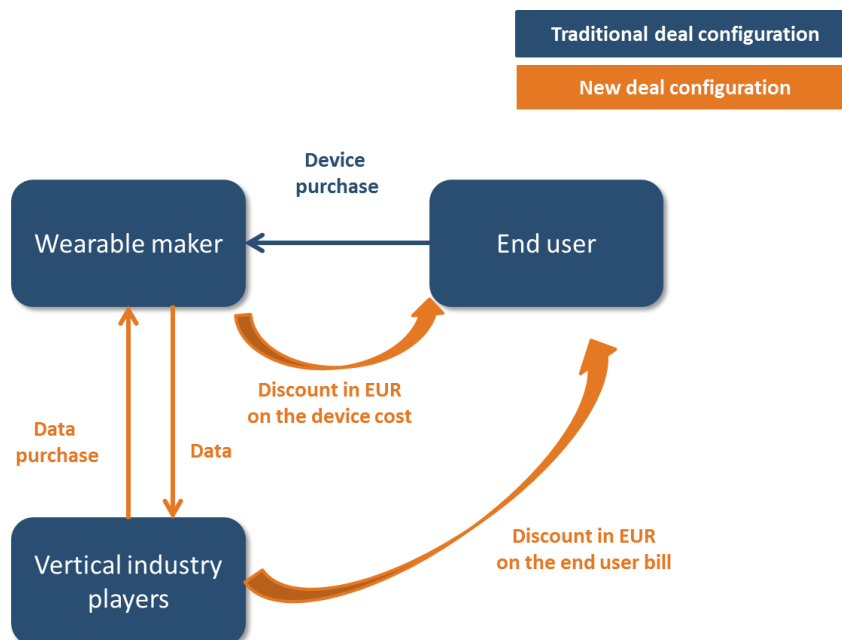 Traditional deal configuration
New deal configuration
Device
purchase
Wearable maker
End user
Discount in EUR
on the device cost
Data
purchase
Data
Discount in EUR
on the end user bill
Vertical industry
players